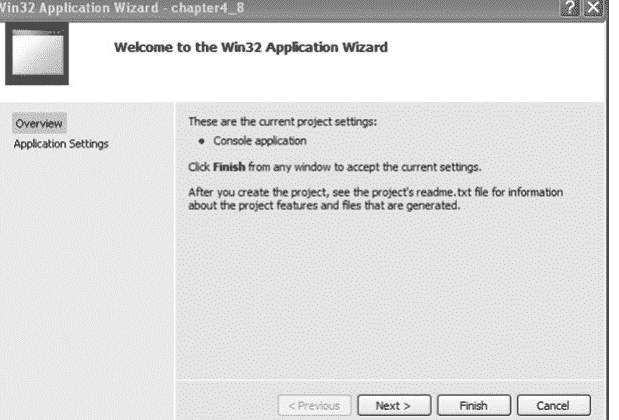 Win32 Application Wizard - chapter4_8
Welcome to the Win32 Application Wizard
Overview
Application Settings
These are the current project settings:
• Console application
Click Finish from any window to accept the current settings.
After you create the project, see the project's readme.txt file for information
about the project features and files that are generated.
< Previous
Next >
Finish
Cancel